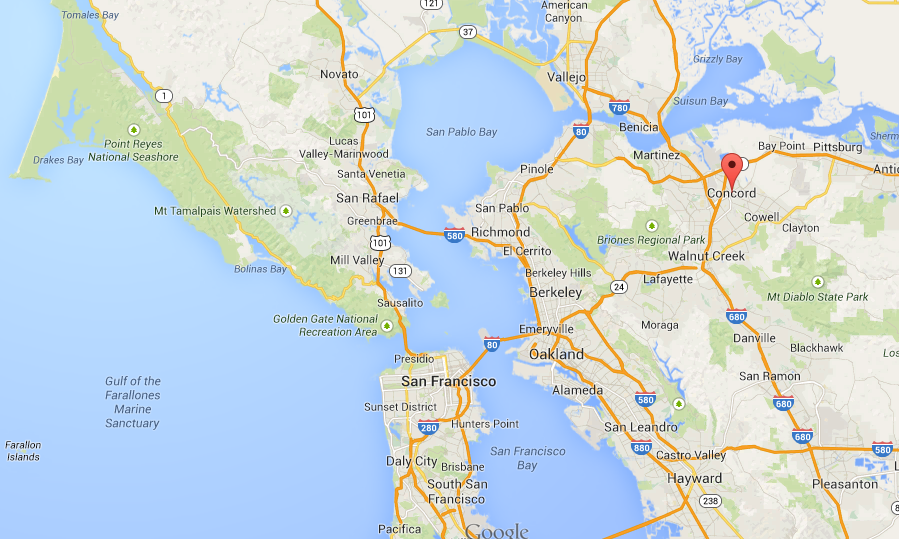 Tomales Bay
121
American
Canyon
37
Grizzly Bay
Novato
Vallejo
1
780
Suisun Bay
101
San Pablo Bay
80
Benicia
Sherm
Point Reyes
National Seashore
Lucas
Valley-Marinwood
Bay Point
Pittsburg
Drakes Bay
Martinez
Santa Venetia
Pinole
Antic
San Rafael
Concord
Mt Tamalpais Watershed
San Pablo
Cowell
Greenbrae
580
Richmond
Clayton
101
El Cerrito
Briones Regional Park
Mill Valley
Walnut Creek
Bolinas Bay
131
Berkeley Hills
Lafayette
24
Berkeley
Mt Diablo State Park
Sausalito
Golden Gate National
Recreation Area
680
Emeryville
Moraga
80
Danville
Presidio
Oakland
Blackhawk
Los
San Francisco
San Ramon
Gulf of the
Farallones
Marine
Sanctuary
Alameda
580
680
Sunset District
280
Hunters Point
San Leandro
680
Farallon
Islands
880
580
San Francisco
Bay
Castro Valley
Daly City
Brisbane
Hayward
Pleasanton
South San
Francisco
238
8
Pacifica
Google